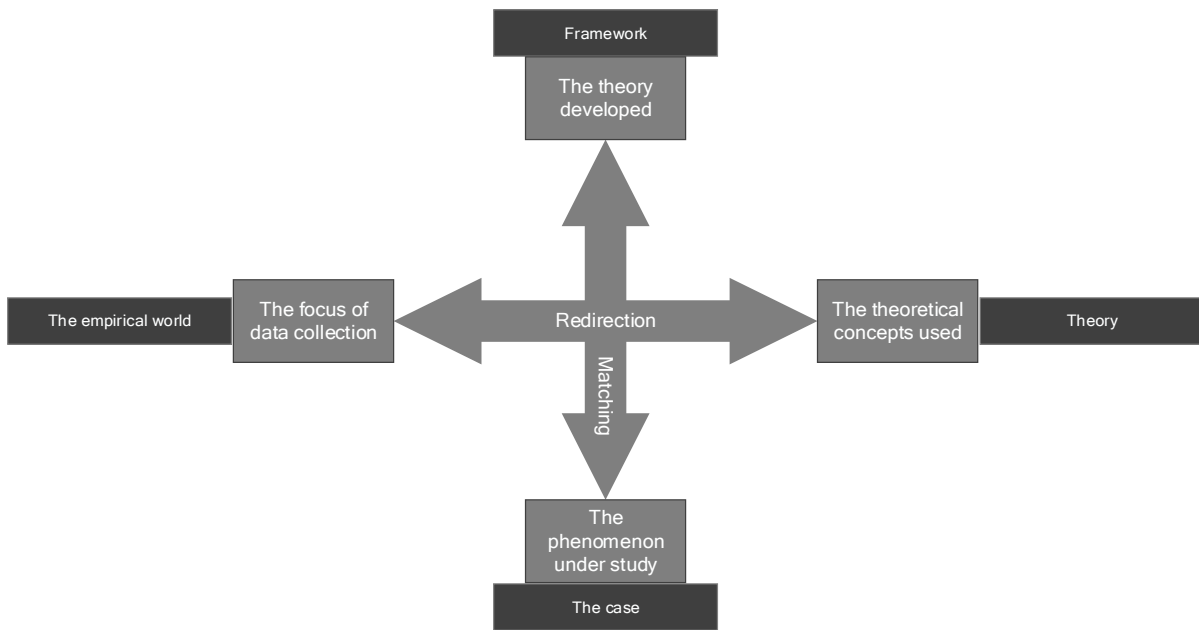 Framework
The theory
developed
The empirical world
The focus of
data collection
Redirection
The theoretical
concepts used
Theory
Matching
The
phenomenon
under study
The case